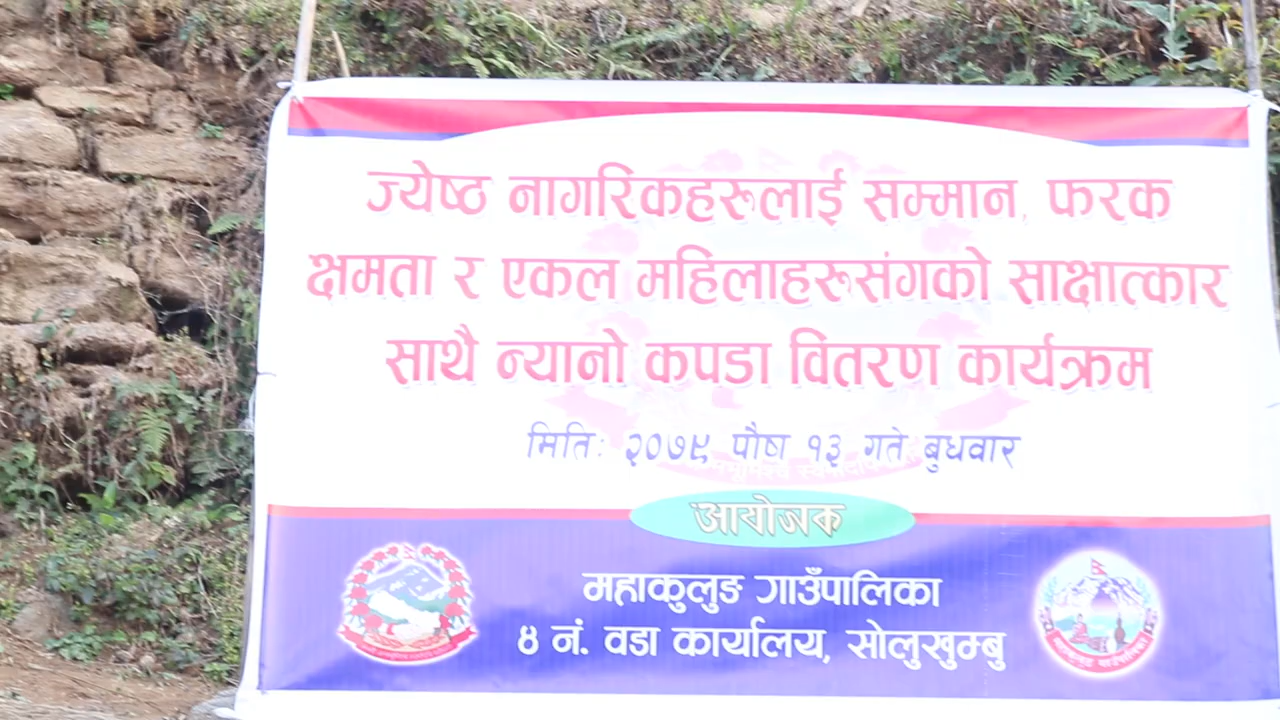 ज्येष्ठ नागरिकहरूलाई सम्मान, फरक
क्षमता र एकल महिलाहरूसंगको साक्षात्कार
साथै न्यानो कपडा वितरण कार्यक्रम
मितिः २०७९ पौष १३ गते बुधवार
आयोजक
महाकुलुङ गाउँपालिका
४ नं. वडा कार्यालय, सोलुखुम्बु